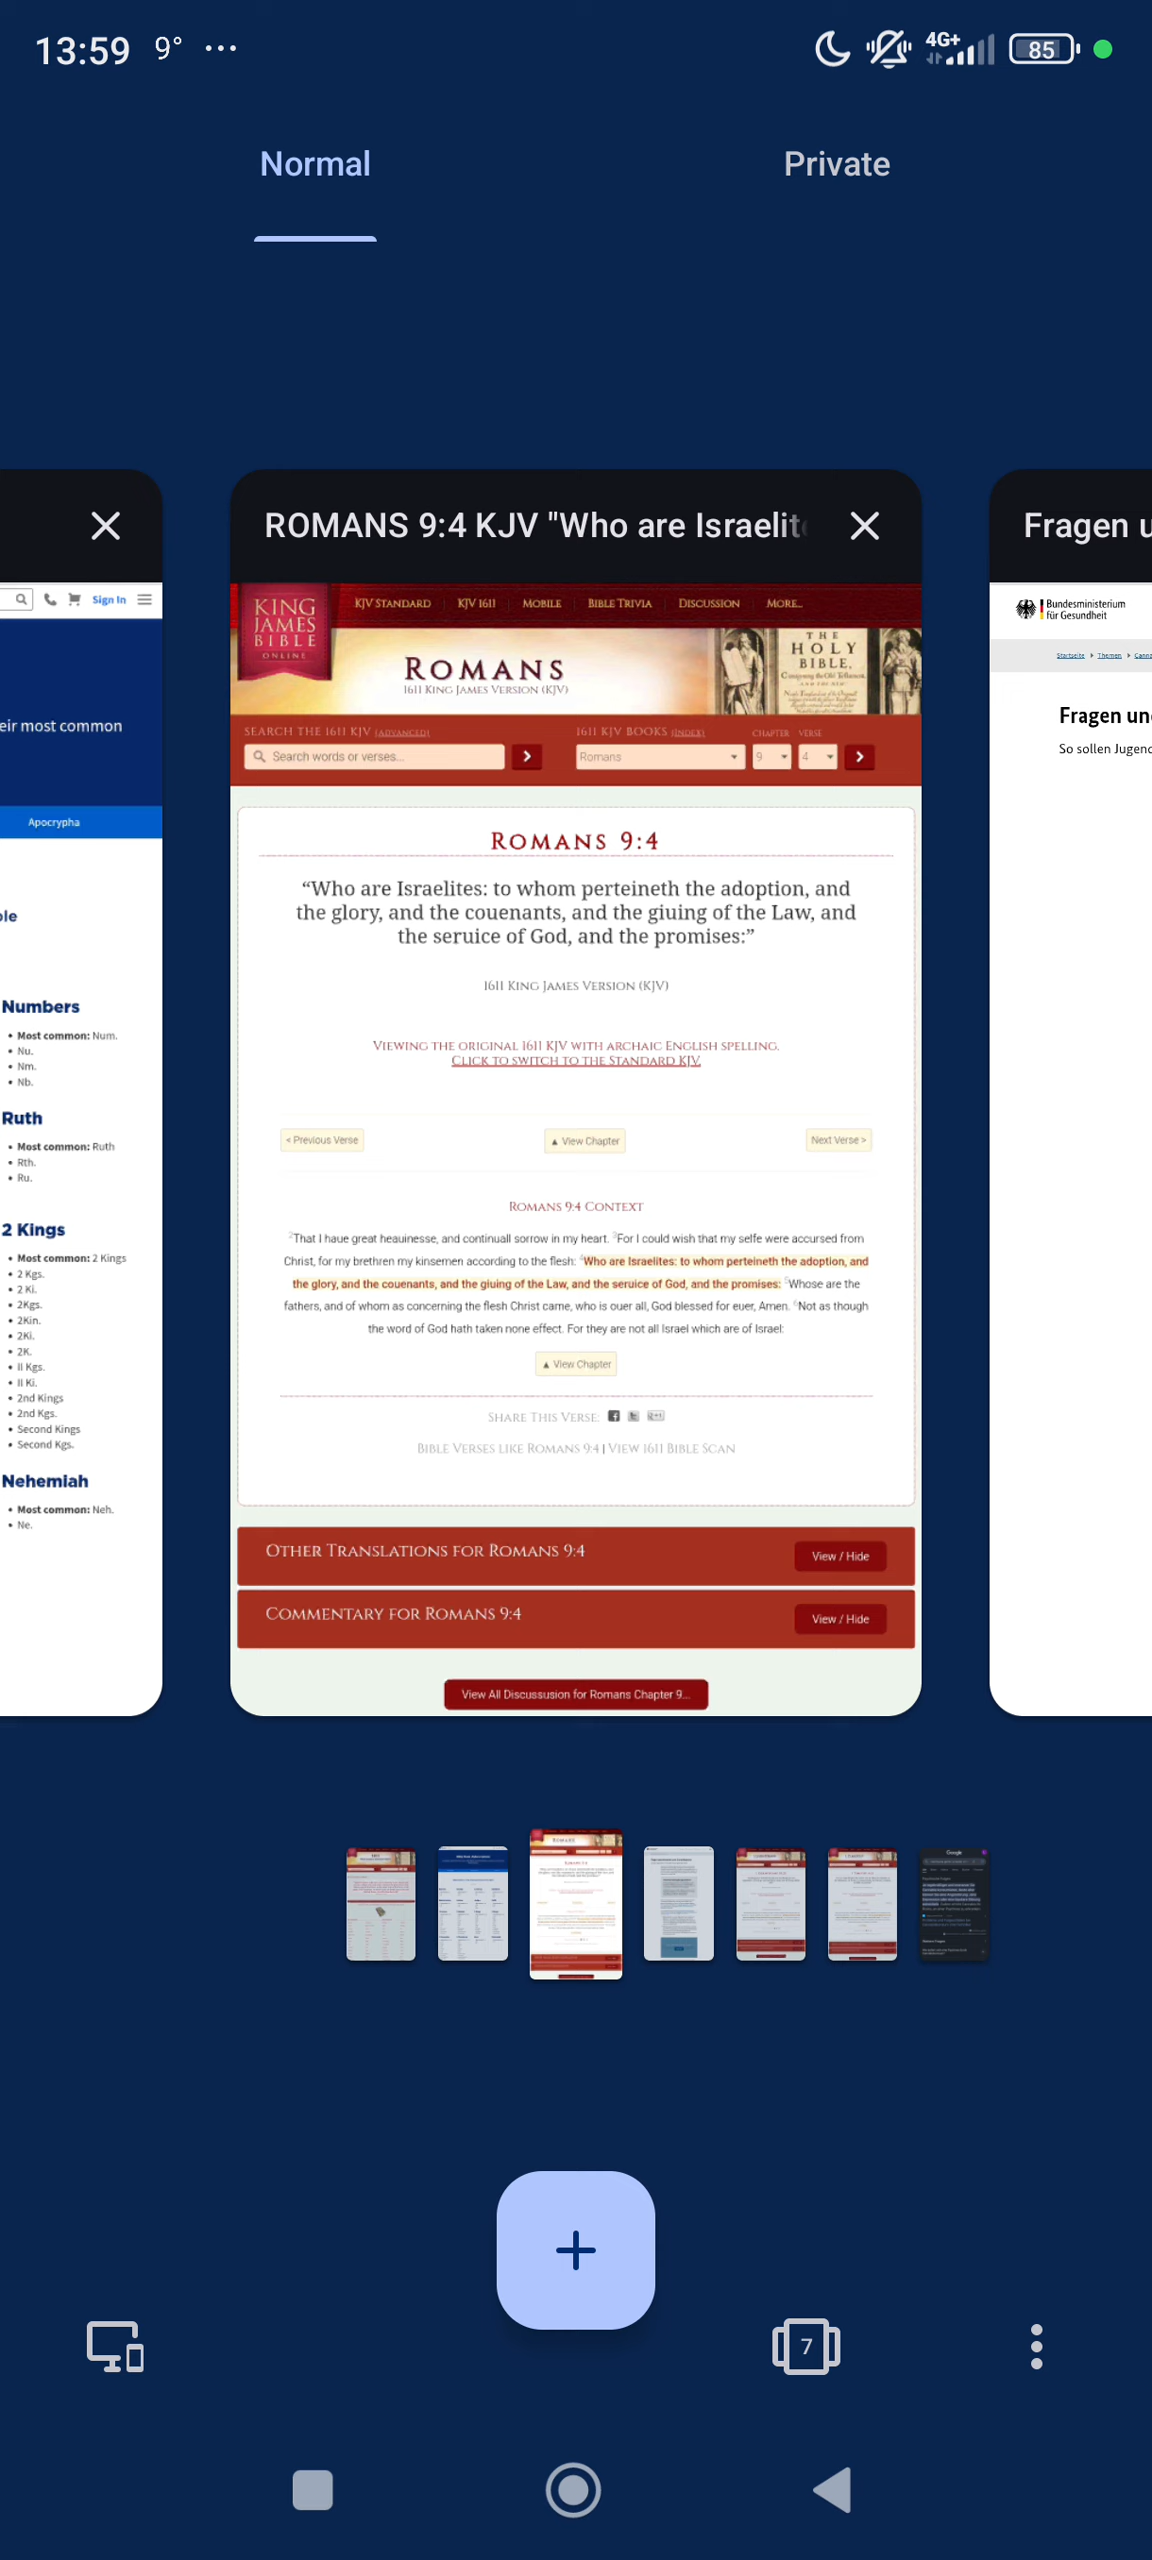 13:59 9° ...
4G+ 85
Normal Private
ROMANS 9:4 KJV "Who are Israelit
Fragen u
Sign In
eir most common
Apocrypha
ole
Numbers
• Most common: Num.
• Nu.
• Nm.
• Nb.
Ruth
• Most common: Ruth
• Rth.
• Ru.
2 Kings
• Most common: 2 Kings
• 2 Kgs.
• 2 Ki.
• 2Kgs.
• 2Kin.
• 2Ki.
• 2K.
• II Kgs.
• II Ki.
• 2nd Kings
• 2nd Kgs.
• Second Kings
• Second Kgs.
Nehemiah
• Most common: Neh.
• Ne.
KING
JAMES
BIBLE
ONLINE
KJV STANDARD KJV 1611 MOBILE BIBLE TRIVIA DISCUSSION MORE...
ROMANS
1611 KING JAMES VERSION (KJV)
THE
HOLY
BIBLE,
SEARCH THE 1611 KJV (ADVANCED) 1611 KJV BOOKS (INDEX) CHAPTER VERSE
Search words or verses... Romans 9 4
ROMANS 9:4
“Who are Israelites: to whom perteineth the adoption, and
the glory, and the couenants, and the giuing of the Law, and
the seruice of God, and the promises:”
1611 KING JAMES VERSION (KJV)
VIEWING THE ORIGINAL 1611 KJV WITH ARCHAIC ENGLISH SPELLING.
CLICK TO SWITCH TO THE STANDARD KJV.
< Previous Verse ▲ View Chapter Next Verse >
ROMANS 9:4 CONTEXT
2That I haue great heauinesse, and continuall sorrow in my heart. 3For I could wish that my selfe were accursed from
Christ, for my brethren my kinsemen according to the flesh: 4Who are Israelites: to whom perteineth the adoption, and
the glory, and the couenants, and the giuing of the Law, and the seruice of God, and the promises: 5Whose are the
fathers, and of whom as concerning the flesh Christ came, who is ouer all, God blessed for euer, Amen. 6Not as though
the word of God hath taken none effect. For they are not all Israel which are of Israel:
▲ View Chapter
SHARE THIS VERSE:
BIBLE VERSES LIKE ROMANS 9:4 | VIEW 1611 BIBLE SCAN
OTHER TRANSLATIONS FOR ROMANS 9:4 View / Hide
COMMENTARY FOR ROMANS 9:4 View / Hide
View All Discussusion for Romans Chapter 9...
Bundesministerium
für Gesundheit
Startseite Themen Canna
Fragen un
So sollen Jugend
Google
7